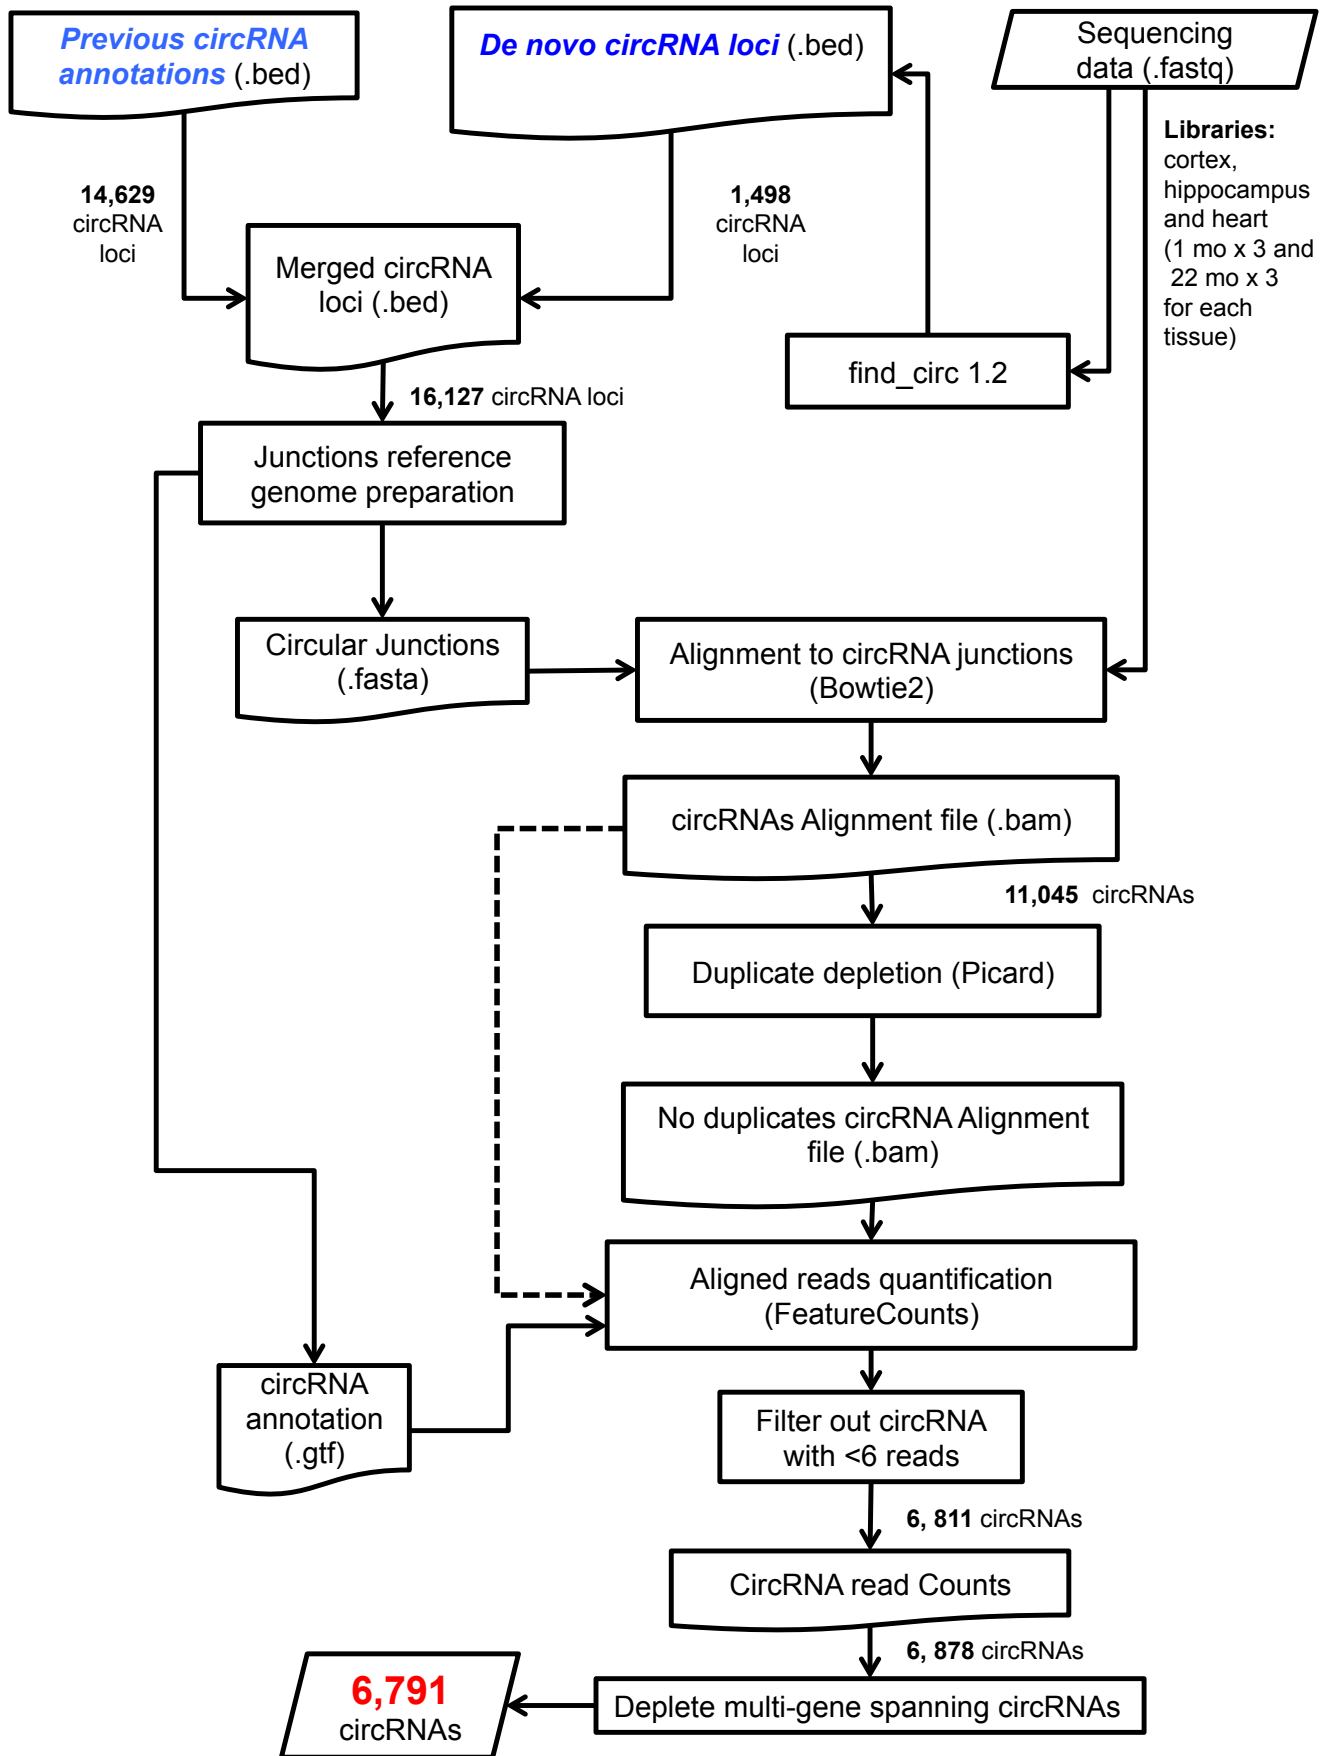 Previous circRNA
annotations (.bed)
De novo circRNA loci (.bed)
Sequencing
data (.fastq)
Libraries:
cortex,
hippocampus
and heart
(1 mo x 3 and
22 mo x 3
for each
tissue)
14,629
circRNA
loci
1,498
circRNA
loci
Merged circRNA
loci (.bed)
find_circ 1.2
16,127 circRNA loci
Junctions reference
genome preparation
Circular Junctions
(.fasta)
Alignment to circRNA junctions
(Bowtie2)
circRNAs Alignment file (.bam)
11,045 circRNAs
Duplicate depletion (Picard)
No duplicates circRNA Alignment
file (.bam)
Aligned reads quantification
(FeatureCounts)
circRNA
annotation
(.gtf)
Filter out circRNA
with <6 reads
6, 811 circRNAs
CircRNA read Counts
6, 878 circRNAs
Deplete multi-gene spanning circRNAs
6,791
circRNAs